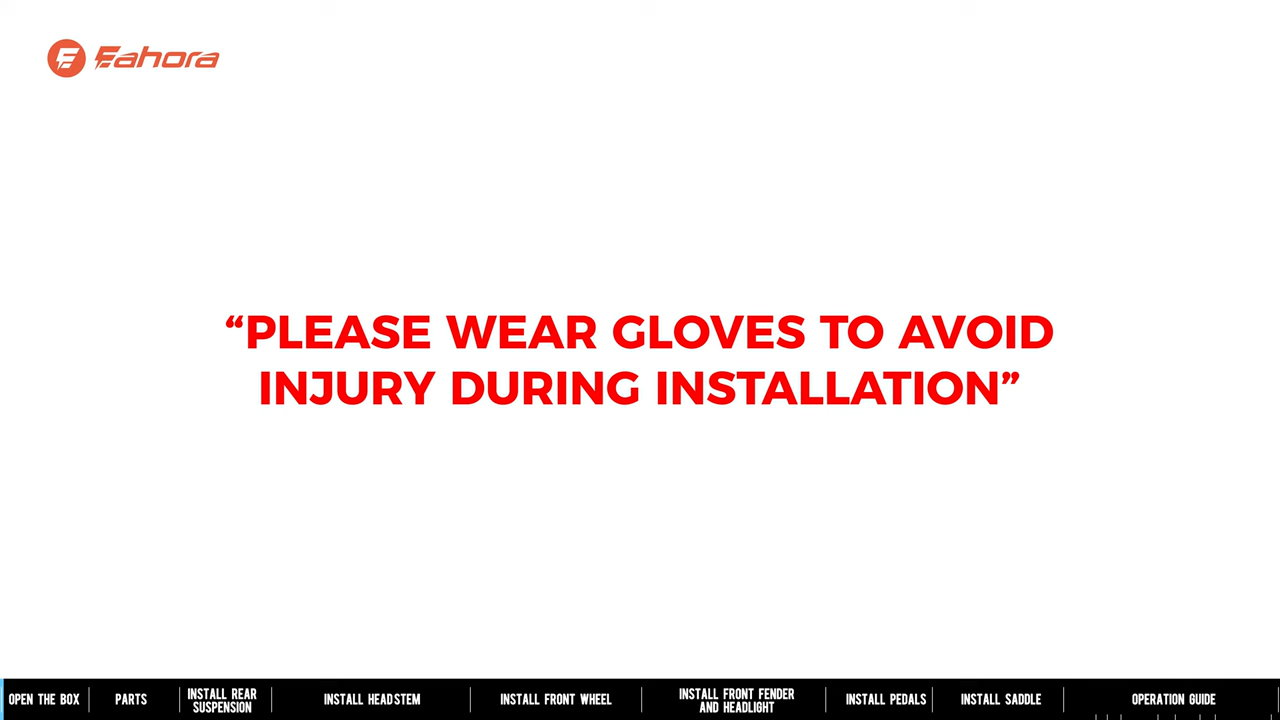 Eahora
“PLEASE WEAR GLOVES TO AVOID
INJURY DURING INSTALLATION”
OPEN THE BOX
PARTS
INSTALL REAR
SUSPENSION
INSTALL HEADSTEM
INSTALL FRONT WHEEL
INSTALL FRONT FENDER
AND HEADLIGHT
INSTALL PEDALS
INSTALL SADDLE
OPERATION GUIDE